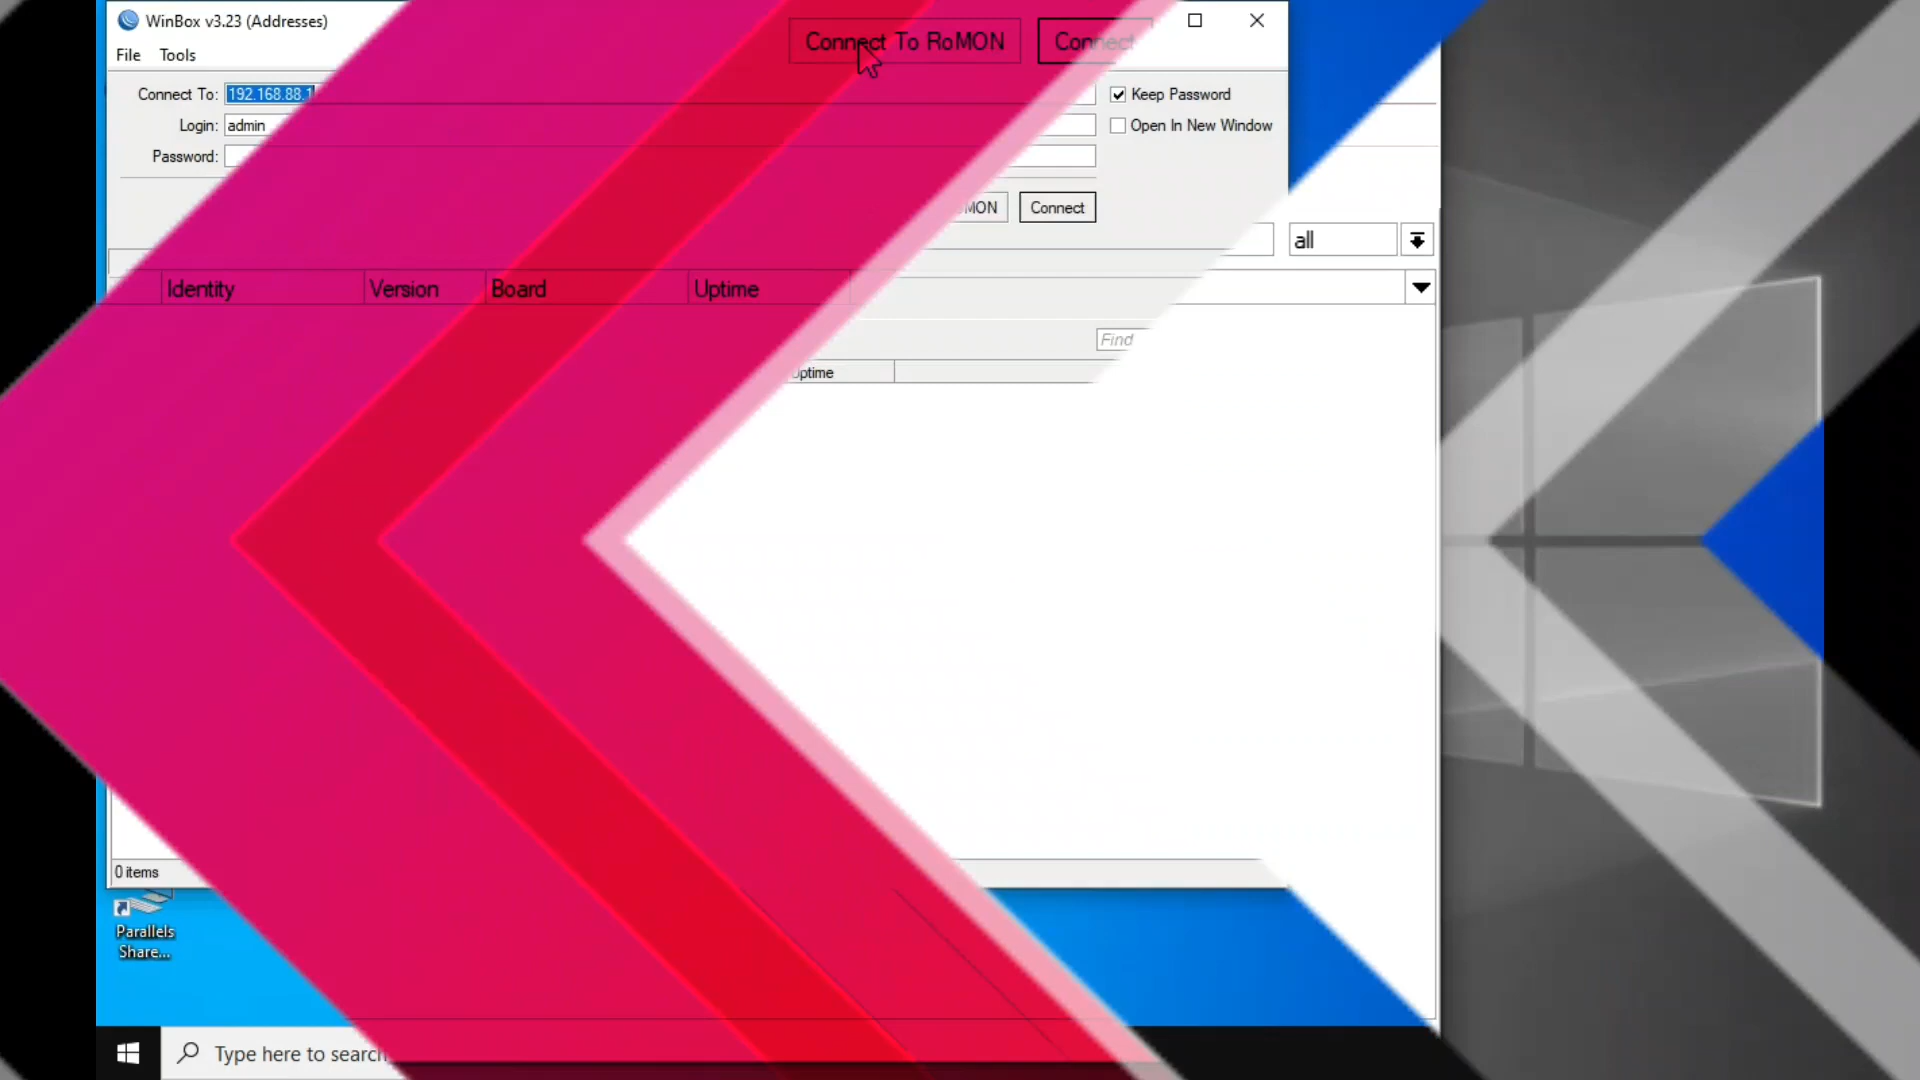 WinBox v3.23 (Addresses)
File Tools
Connect To RoMON Connect
Connect To: 192.168.88.1
Keep Password
Login: admin
Open In New Window
Password:
MON Connect
all
Identity Version Board Uptime
Find
Uptime
0 items
Parallels
Share...
Type here to search